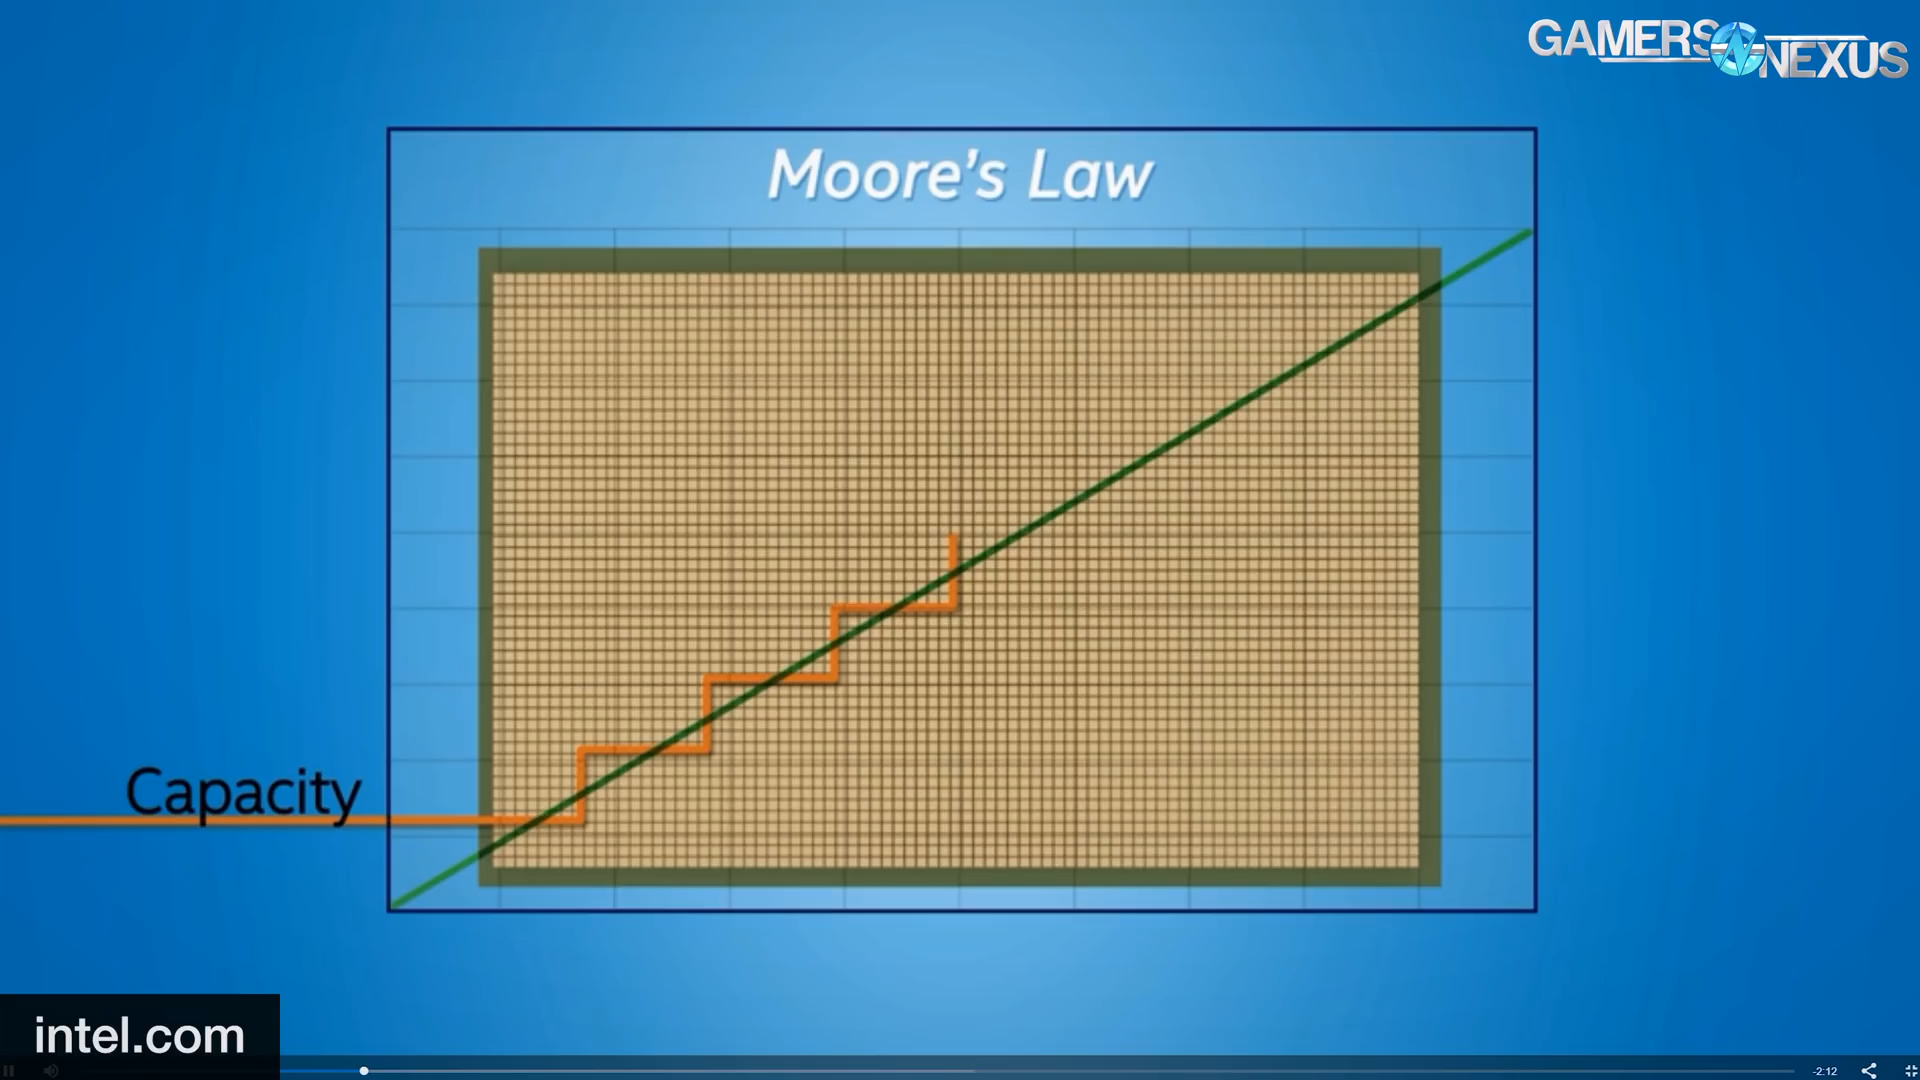 GAMERS NEXUS
Moore's Law
Capacity
intel.com
-2:12